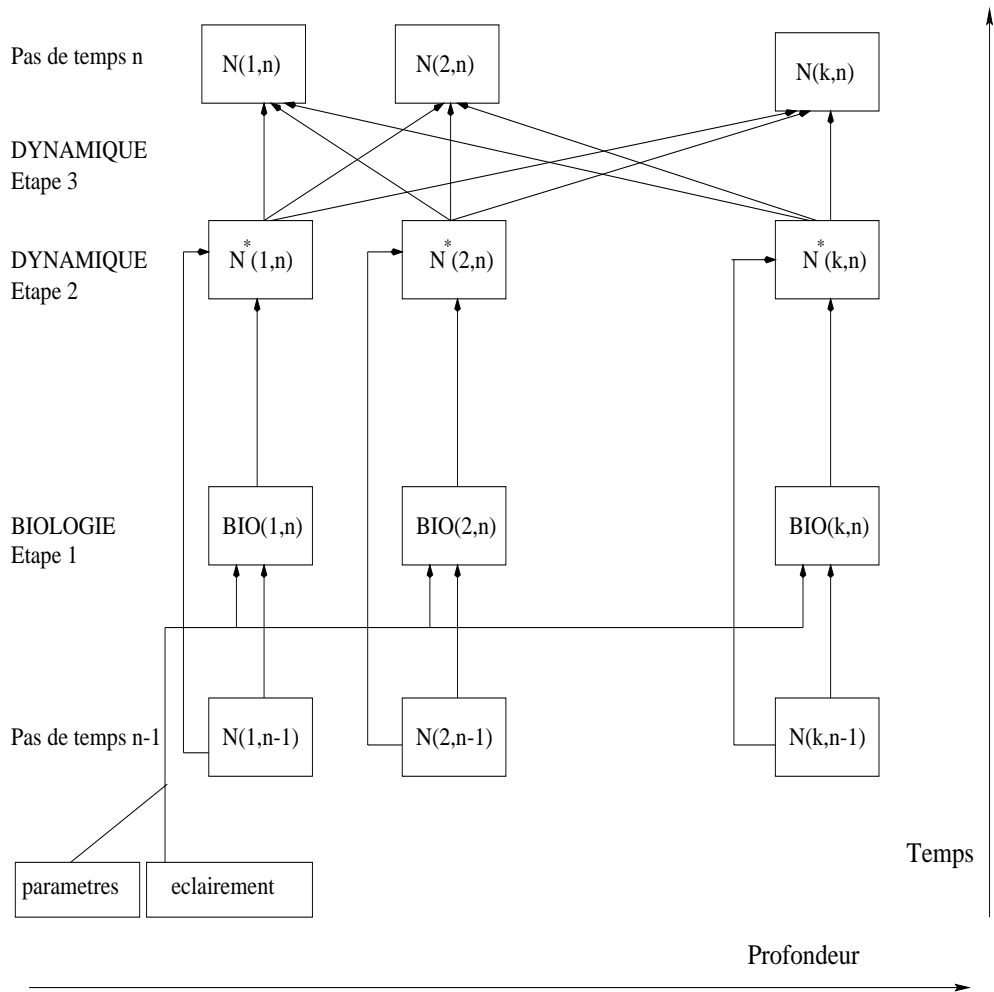 Pas de temps n
N(1,n)
N(2,n)
N(k,n)
DYNAMIQUE
Etape 3
DYNAMIQUE
Etape 2
N*(1,n)
N*(2,n)
N*(k,n)
BIOLOGIE
Etape 1
BIO(1,n)
BIO(2,n)
BIO(k,n)
Pas de temps n-1
N(1,n-1)
N(2,n-1)
N(k,n-1)
parametres
eclairement
Temps
Profondeur